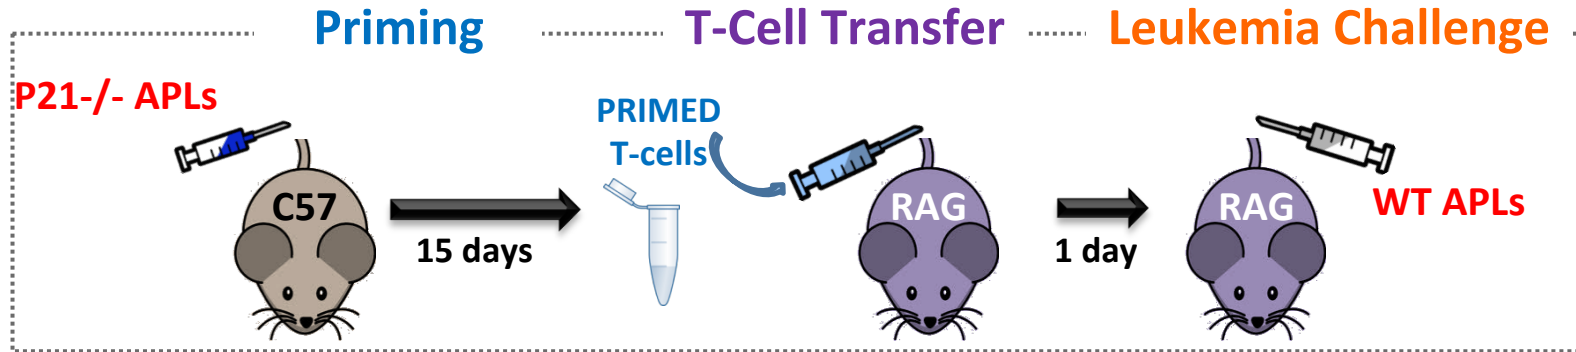 Priming
T-Cell Transfer
Leukemia Challenge
P21-/- APLs
C57
15 days
PRIMED
T-cells
RAG
1 day
RAG
WT APLs